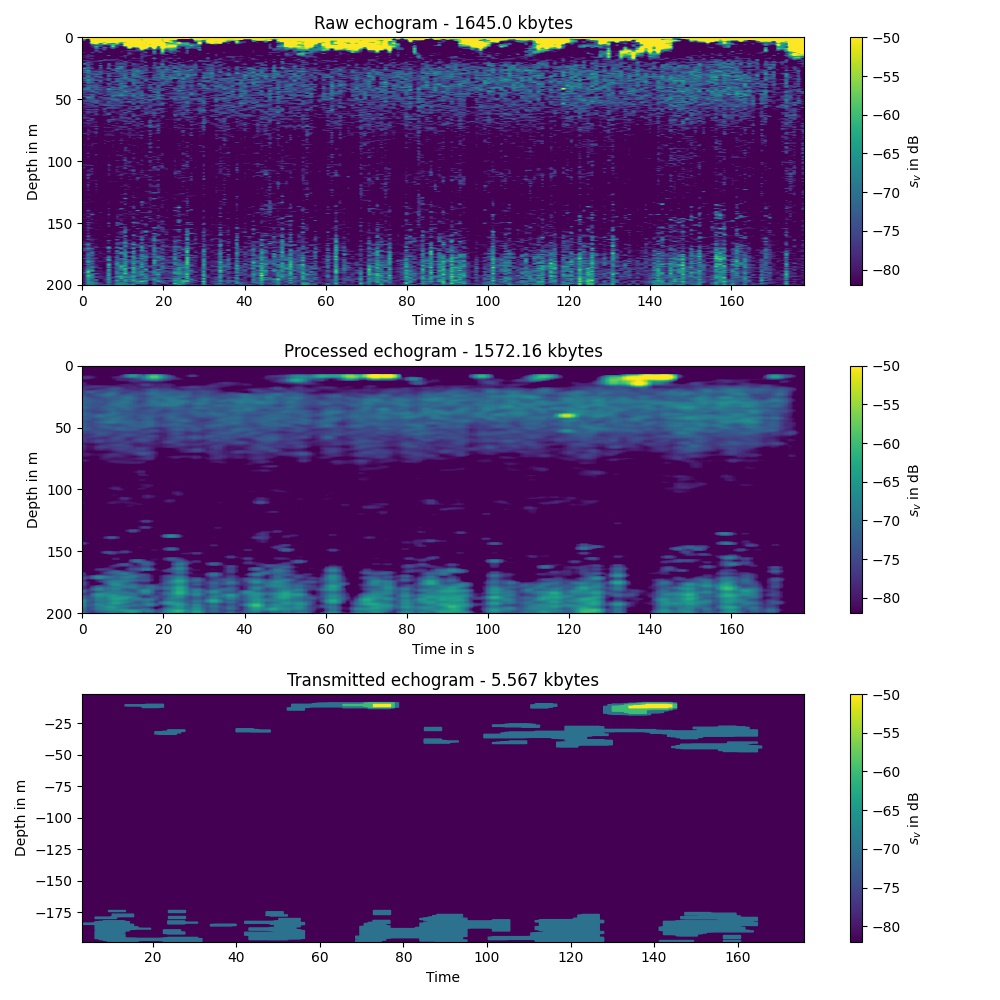 Raw echogram - 1645.0 kbytes
0
50
100
150
200
Depth in m
0 20 40 60 80 100 120 140 160
Time in s
−50
−55
−60
−65
−70
−75
−80
sv in dB
Processed echogram - 1572.16 kbytes
0
50
100
150
200
Depth in m
0 20 40 60 80 100 120 140 160
Time in s
−50
−55
−60
−65
−70
−75
−80
sv in dB
Transmitted echogram - 5.567 kbytes
−25
−50
−75
−100
−125
−150
−175
Depth in m
20 40 60 80 100 120 140 160
Time
−50
−55
−60
−65
−70
−75
−80
sv in dB